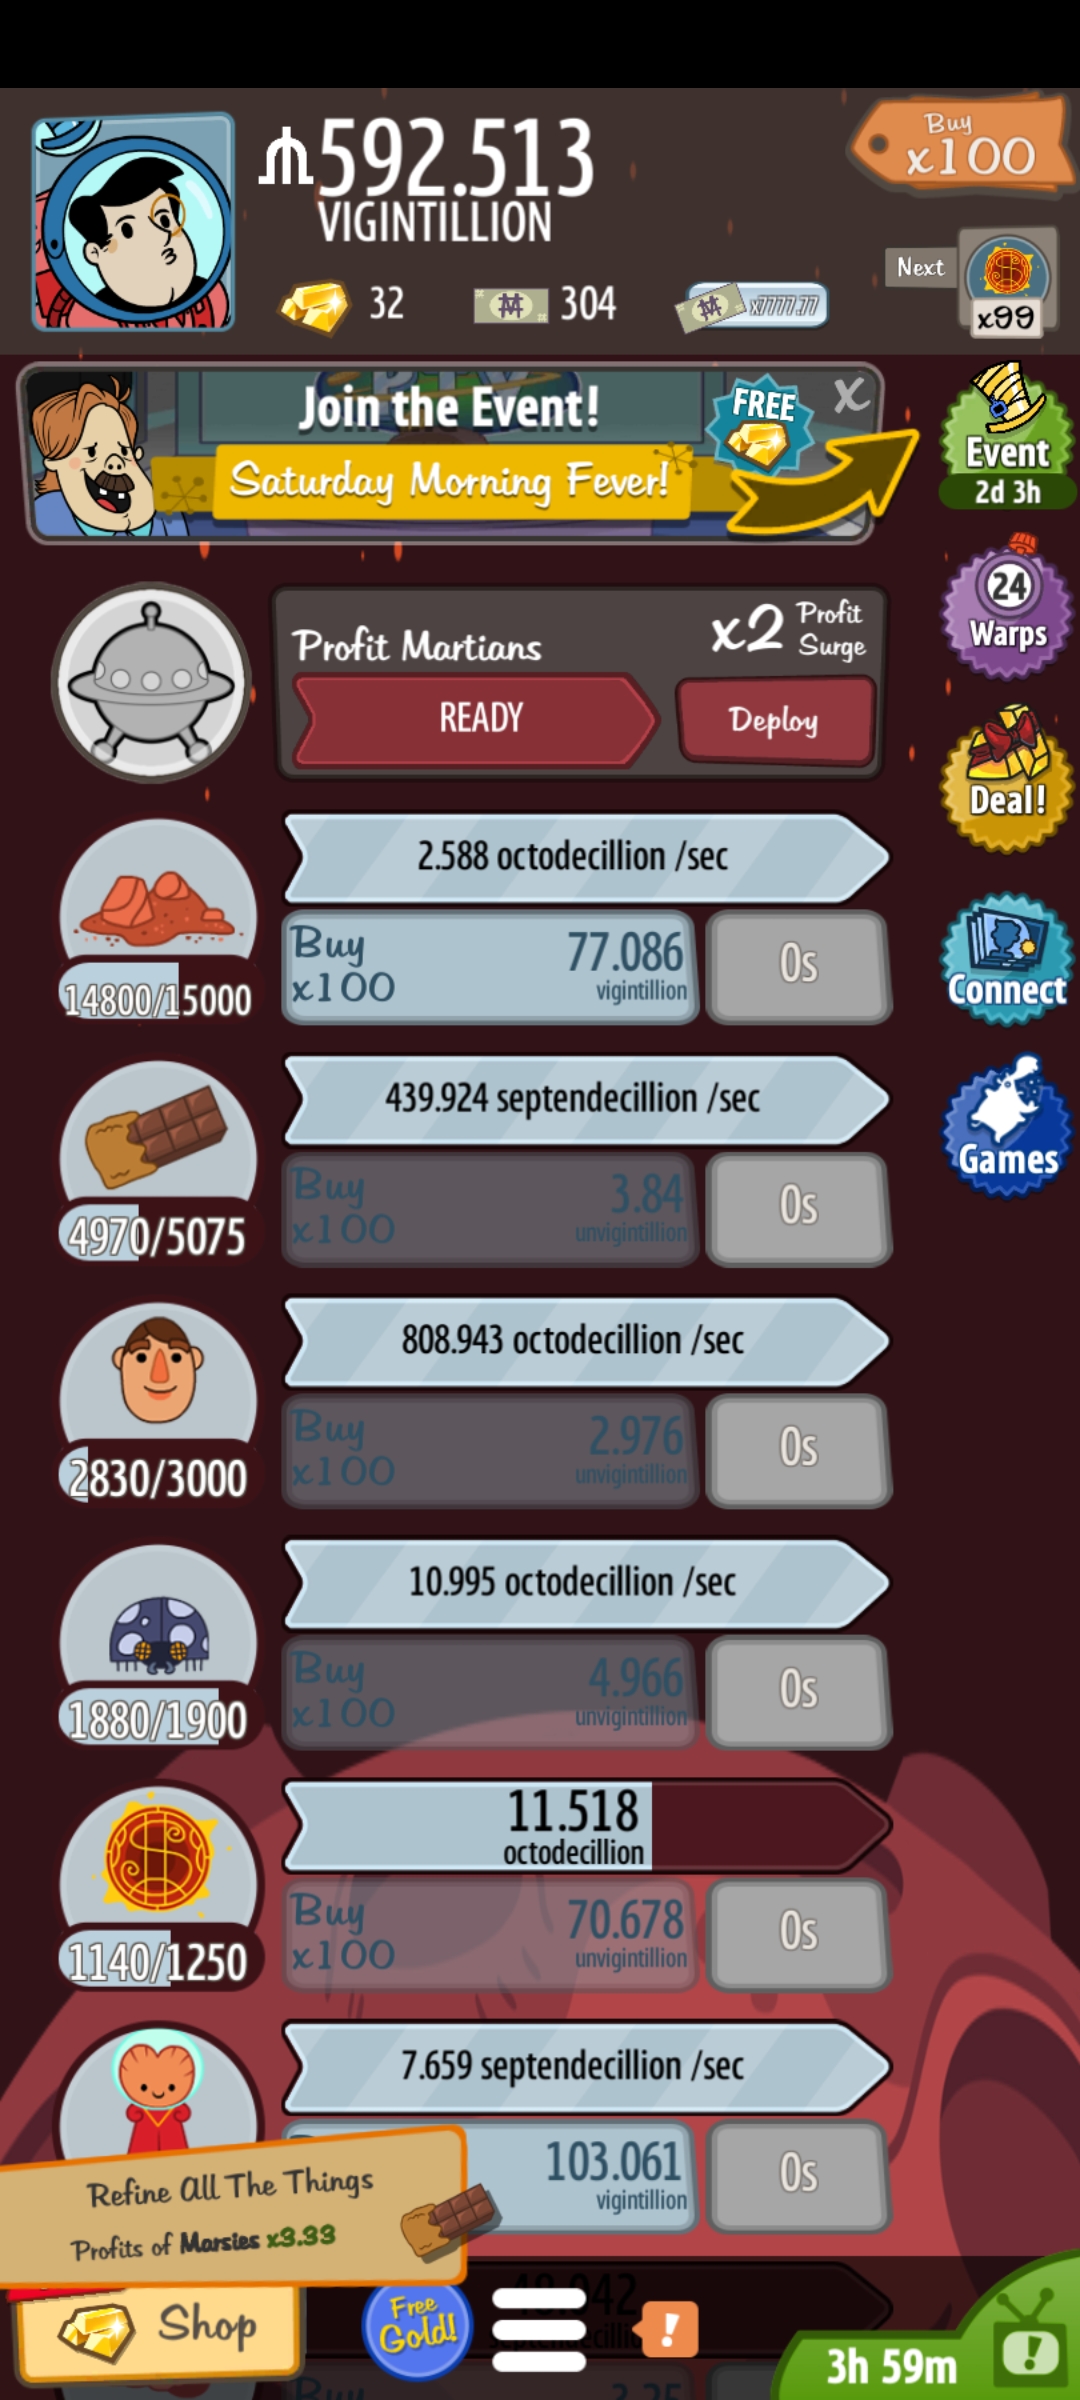 592.513
VIGINTILLION
Buy
x100
32
304
x7777.77
Next
x99
Join the Event!
FREE
X
Saturday Morning Fever!
Event
2d 3h
24
Warps
Profit Martians
x2 Profit Surge
READY
Deploy
Deal!
2.588 octodecillion /sec
Buy
x100
77.086
vigintillion
0s
14800/15000
Connect
439.924 septendecillion /sec
Buy
x100
3.84
unvigintillion
0s
4970/5075
Games
808.943 octodecillion /sec
Buy
x100
2.976
unvigintillion
0s
2830/3000
10.995 octodecillion /sec
Buy
x100
4.966
unvigintillion
0s
1880/1900
11.518
octodecillion
Buy
x100
70.678
unvigintillion
0s
1140/1250
7.659 septendecillion /sec
103.061
vigintillion
0s
Refine All The Things
Profits of Marsies x3.33
Shop
Free
Gold!
!
3h 59m
!
Buy
3.25